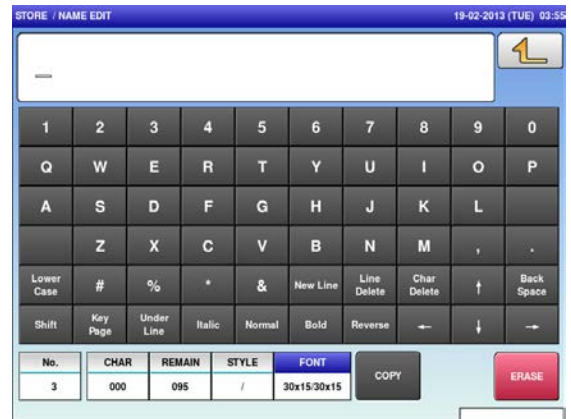 STORE / NAME EDIT 19-02-2013 (TUE) 03:55
_
1 2 3 4 5 6 7 8 9 0
Q W E R T Y U I O P
A S D F G H J K L
Z X C V B N M , .
Lower Case # % * & New Line Line Delete Char Delete ↑ Back Space
Shift Key Page Under Line Italic Normal Bold Reverse ← ↓ →
No. CHAR REMAIN STYLE FONT COPY ERASE
3 000 095 / 30x15/30x15